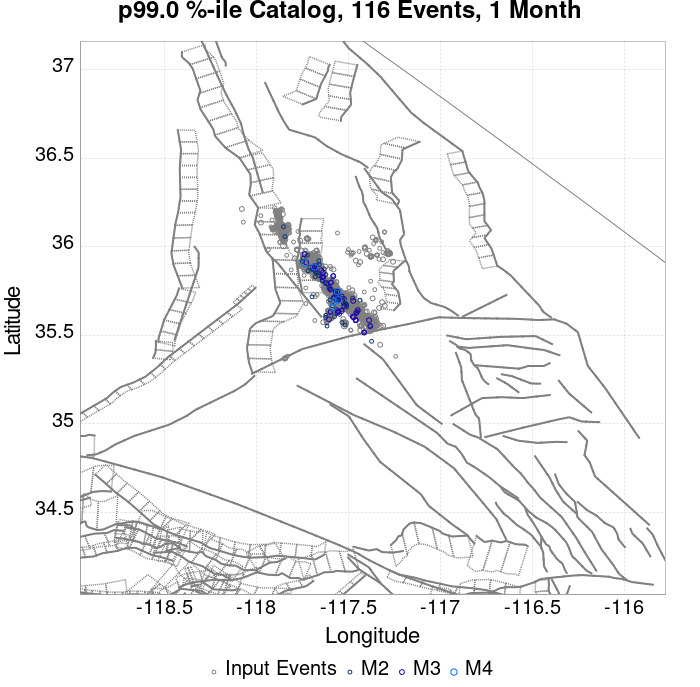 p99.0 %-ile Catalog, 116 Events, 1 Month
37
36.5
36
35.5
35
34.5
Latitude
-118.5 -118 -117.5 -117 -116.5 -116
Longitude
Input Events M2 M3 M4